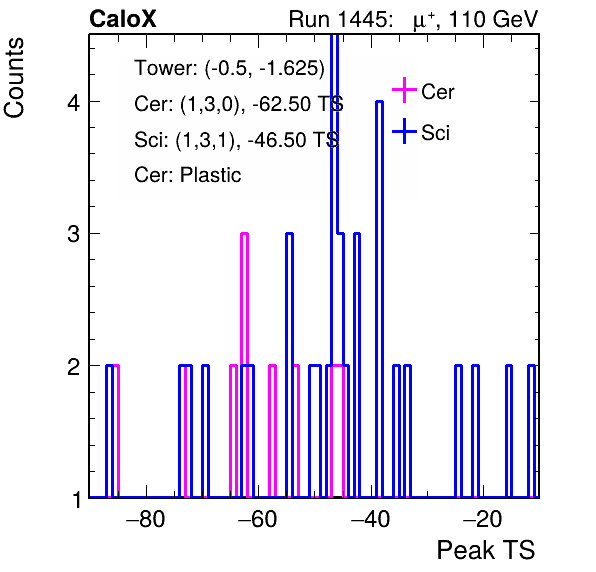 CaloX Run 1445: μ⁺, 110 GeV
Counts
Tower: (-0.5, -1.625)
Cer: (1,3,0), -62.50 TS
Sci: (1,3,1), -46.50 TS
Cer: Plastic
Cer
Sci
4
3
2
1
−80 −60 −40 −20
Peak TS